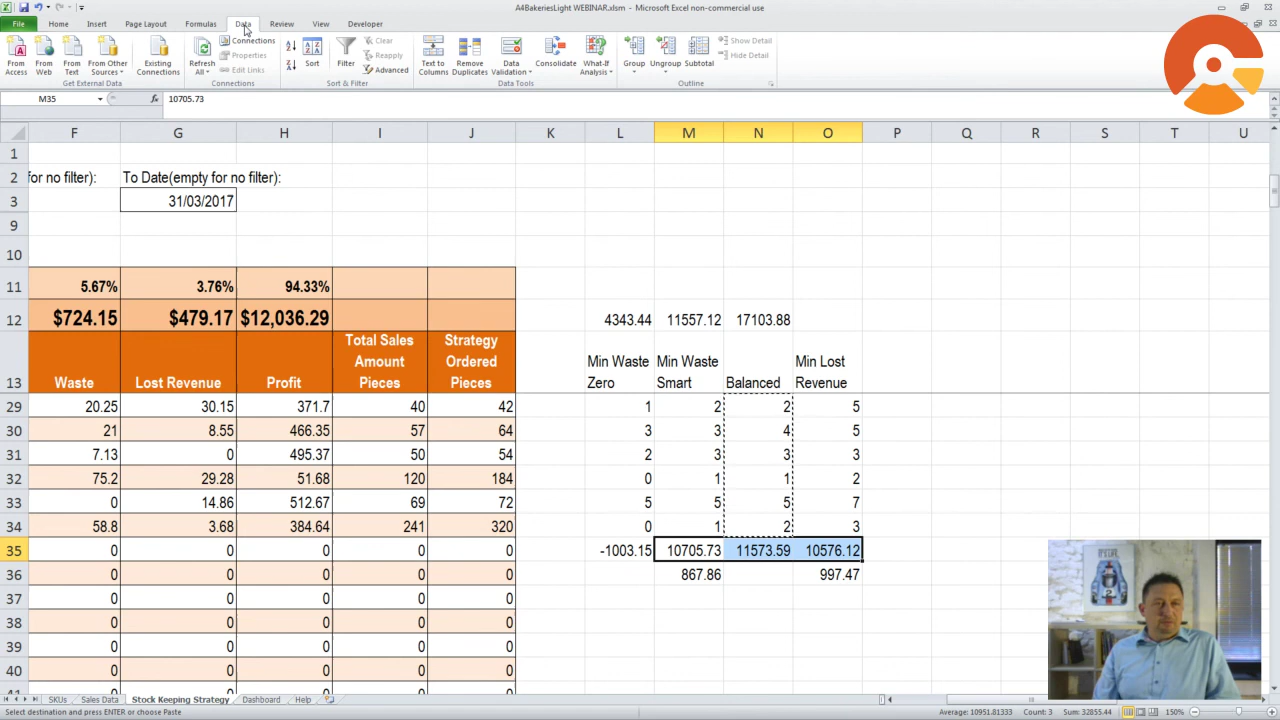 A4BakeriesLight WEBINAR.xlsm - Microsoft Excel non-commercial use
File Home Insert Page Layout Formulas Data Review View Developer
From Access From Web From Text From Other Sources Existing Connections Refresh All Connections Properties Edit Links Sort Filter Clear Reapply Advanced Text to Columns Remove Duplicates Data Validation Consolidate What-If Analysis Group Ungroup Subtotal Show Detail Hide Detail
Get External Data Connections Sort & Filter Data Tools Outline
M35 fx 10705.73
F G H I J K L M N O P Q R S T U
1
2 for no filter): To Date(empty for no filter):
3 31/03/2017
9
10
11 5.67% 3.76% 94.33%
12 $724.15 $479.17 $12,036.29 4343.44 11557.12 17103.88
13 Waste Lost Revenue Profit Total Sales Amount Pieces Strategy Ordered Pieces Min Waste Zero Min Waste Smart Balanced Min Lost Revenue
29 20.25 30.15 371.7 40 42 1 2 2 5
30 21 8.55 466.35 57 64 3 3 4 5
31 7.13 0 495.37 50 54 2 3 3 3
32 75.2 29.28 51.68 120 184 0 1 1 2
33 0 14.86 512.67 69 72 5 5 5 7
34 58.8 3.68 384.64 241 320 0 1 2 3
35 0 0 0 0 0 -1003.15 10705.73 11573.59 10576.12
36 0 0 0 0 0 867.86 997.47
37 0 0 0 0 0
38 0 0 0 0 0
39 0 0 0 0 0
40 0 0 0 0 0
SKUs Sales Data Stock Keeping Strategy Dashboard Help
Select destination and press ENTER or choose Paste Average: 10951.81333 Count: 3 Sum: 32855.44 150%